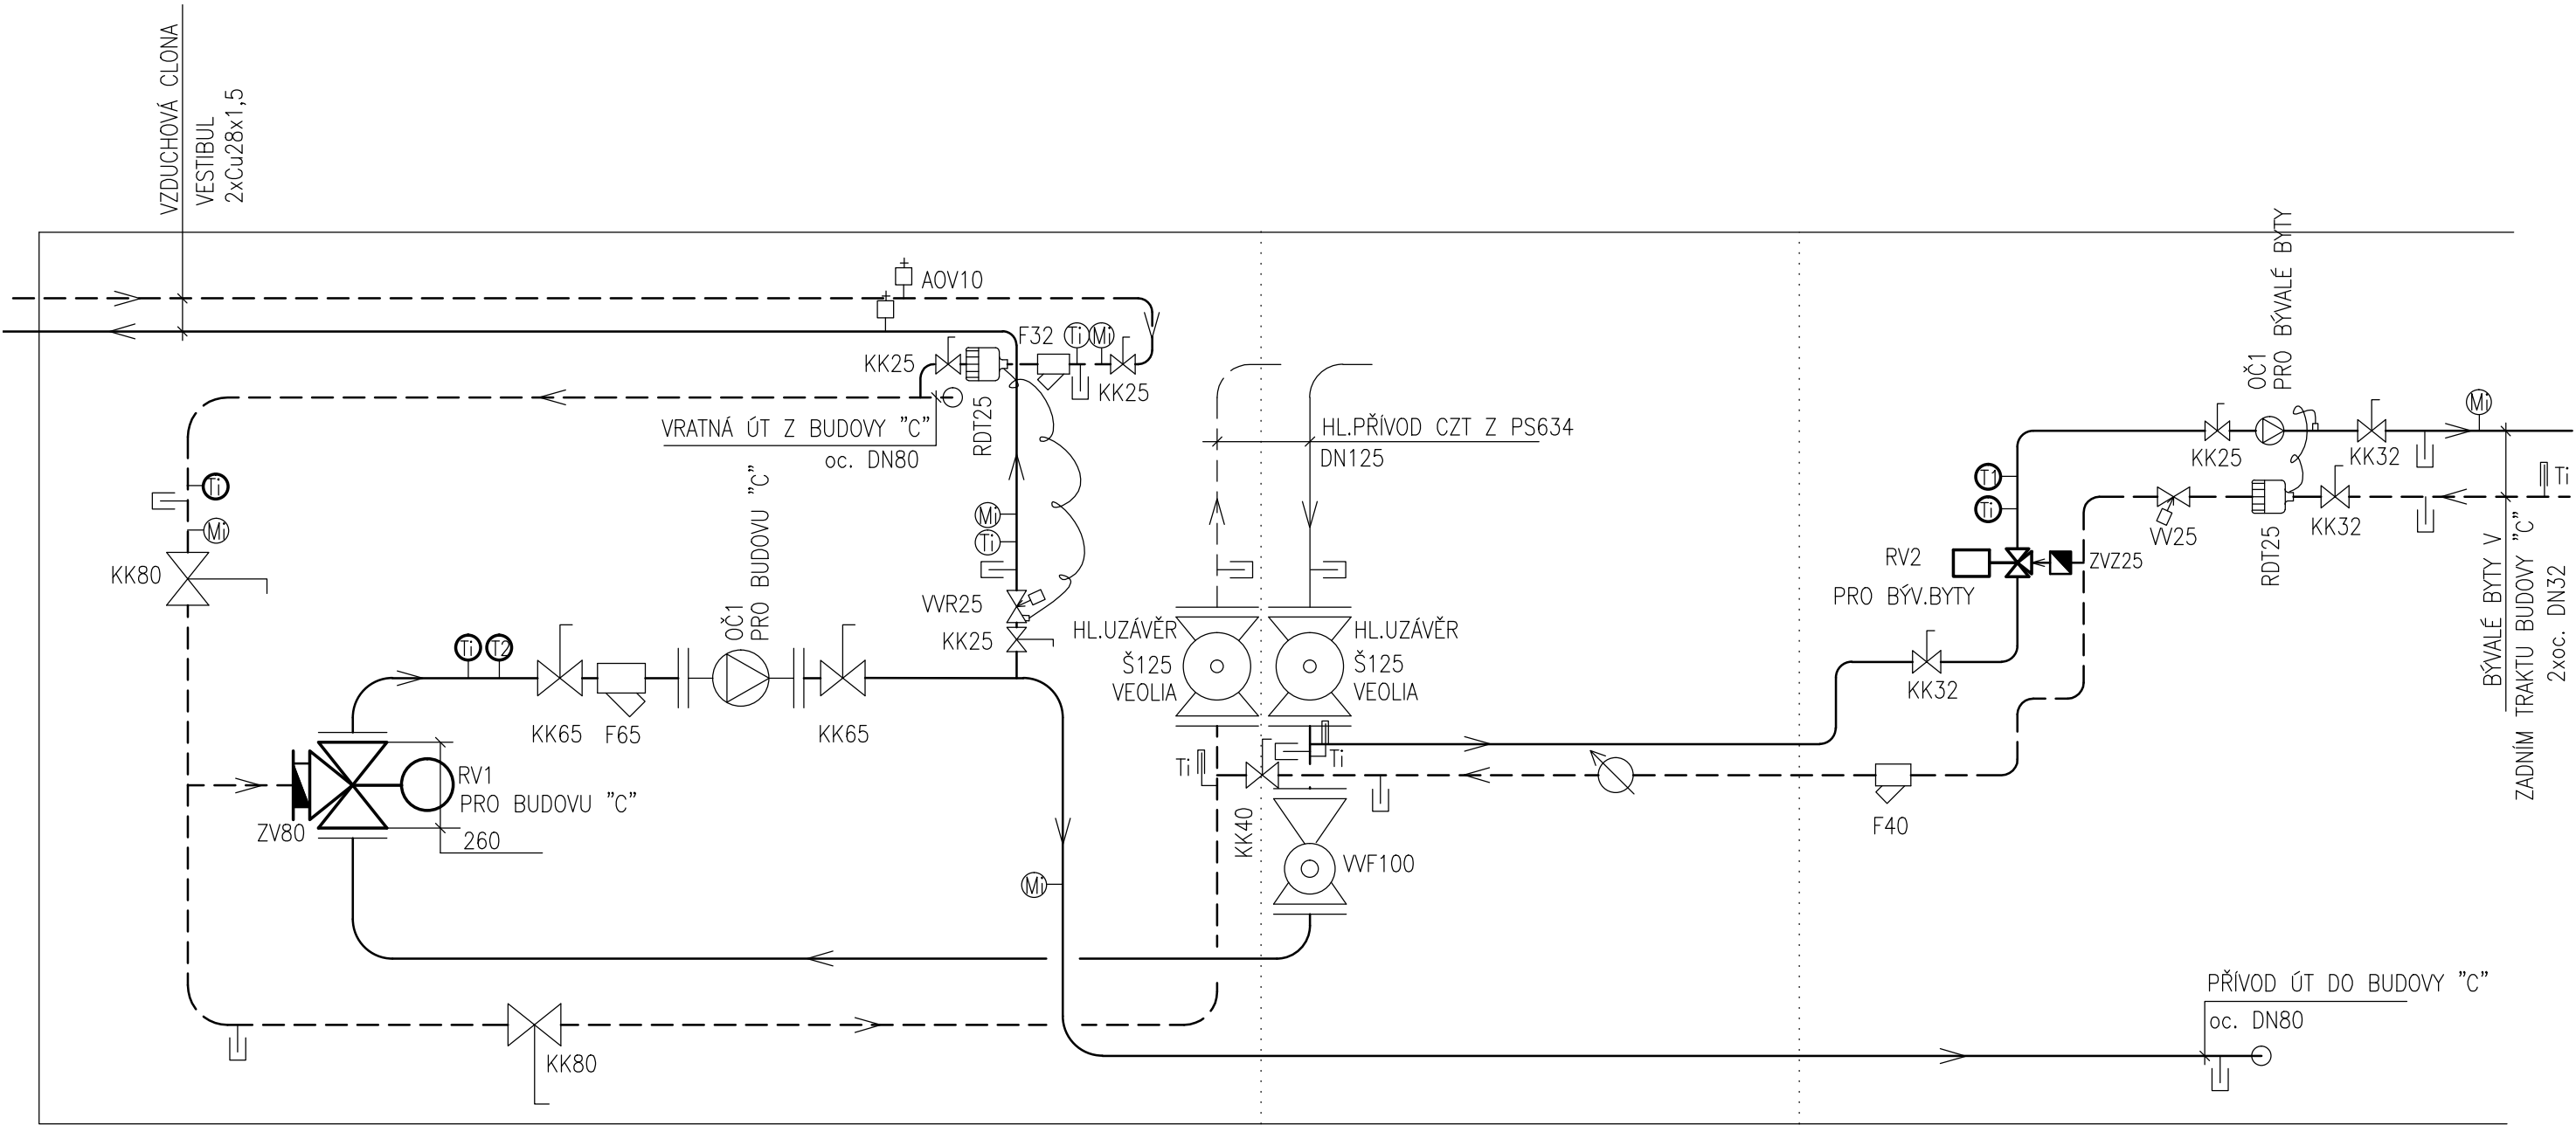 VZDUCHOVÁ CLONA
VESTIBUL
2xCu28x1,5
AOV10
F32
Ti
Mi
KK25
KK25
RDT25
VRATNÁ ÚT Z BUDOVY "C"
oc. DN80
HL.PŘÍVOD CZT Z PS634
DN125
OČ1
PRO BÝVALÉ BYTY
Mi
KK25
KK32
T1
Ti
Ti
VV25
RDT25
KK32
RV2
PRO BÝV.BYTY
ZVZ25
BÝVALÉ BYTY V
ZADNÍM TRAKTU BUDOVY "C"
2xoc. DN32
Ti
Mi
KK80
Mi
Ti
VVR25
KK25
OČ1
PRO BUDOVU "C"
Ti
T2
KK65
F65
KK65
HL.UZÁVĚR
Š125
VEOLIA
HL.UZÁVĚR
Š125
VEOLIA
KK32
RV1
PRO BUDOVU "C"
ZV80
260
Ti
Ti
KK40
F40
VVF100
Mi
KK80
PŘÍVOD ÚT DO BUDOVY "C"
oc. DN80